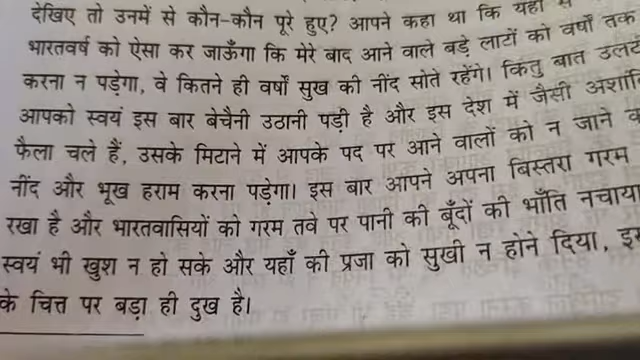 देखिए तो उनमें से कौन-कौन पूरे हुए? आपने कहा था कि यहाँ से
भारतवर्ष को ऐसा कर जाऊँगा कि मेरे बाद आने वाले बड़े लाटों को वर्षों तक
करना न पड़ेगा, वे कितने ही वर्षों सुख की नींद सोते रहेंगे। किंतु बात उलटी
आपको स्वयं इस बार बेचैनी उठानी पड़ी है और इस देश में जैसी अशांति
फैला चले हैं, उसके मिटाने में आपके पद पर आने वालों को न जाने
नींद और भूख हराम करना पड़ेगा। इस बार आपने अपना बिस्तरा गरम
रखा है और भारतवासियों को गरम तवे पर पानी की बूँदों की भाँति नचाया
स्वयं भी खुश न हो सके और यहाँ की प्रजा को सुखी न होने दिया,
के चित्त पर बड़ा ही दुख है।